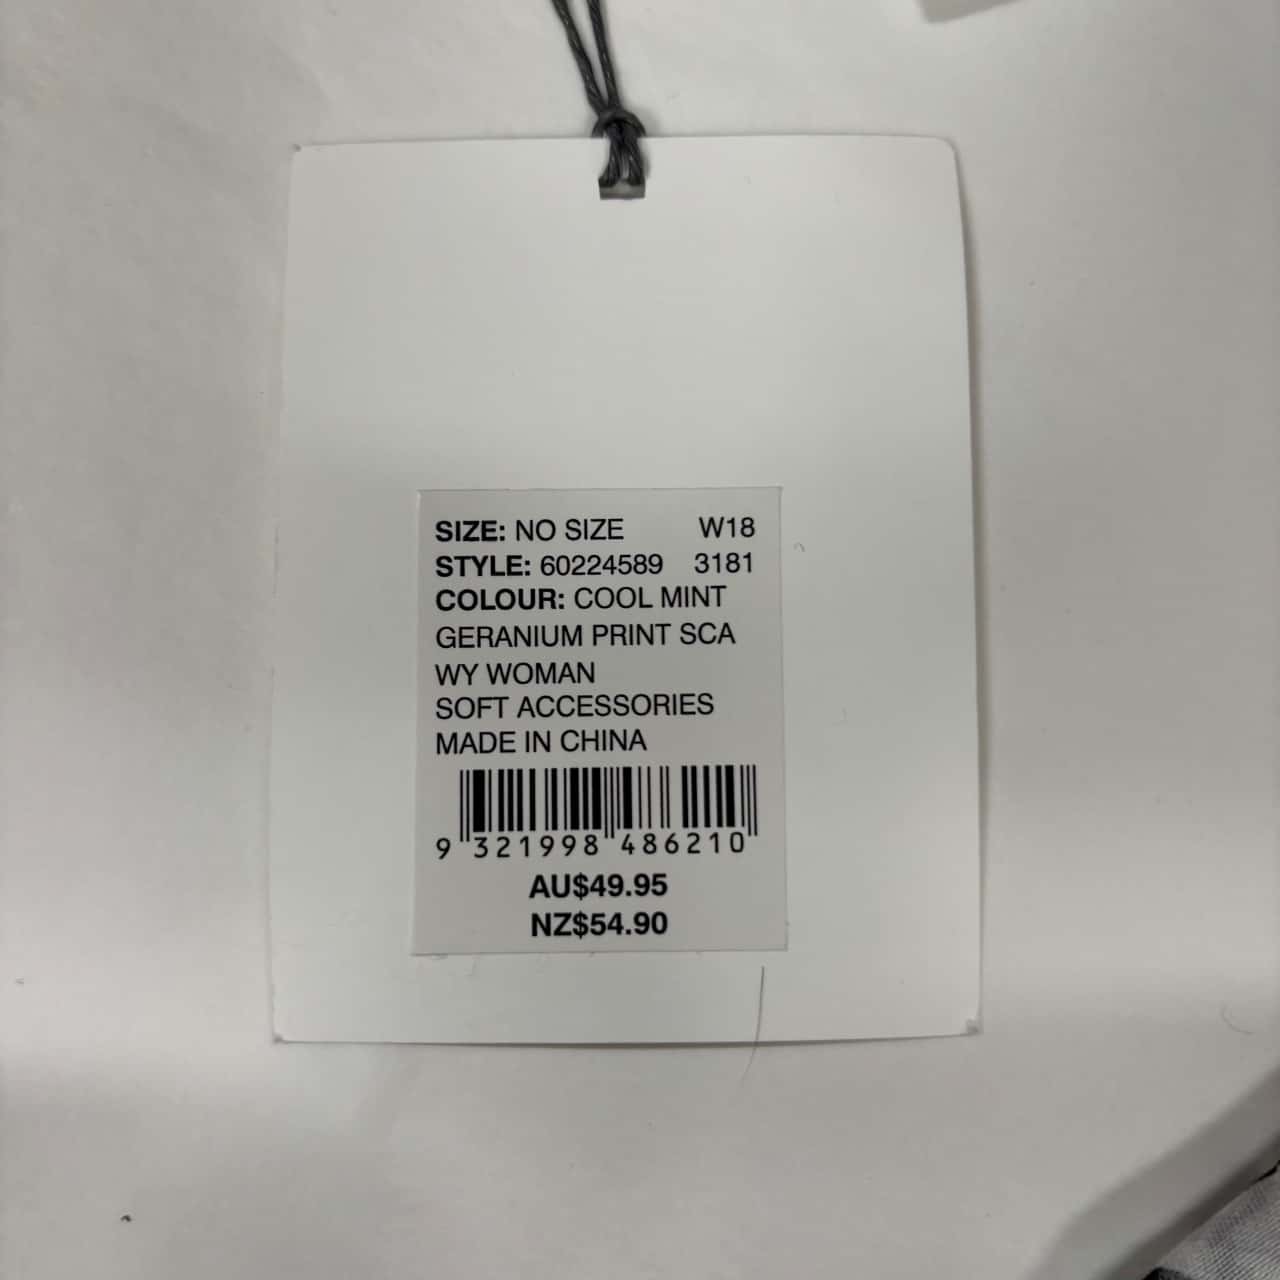 SIZE: NO SIZE W18
STYLE: 60224589 3181
COLOUR: COOL MINT
GERANIUM PRINT SCA
WY WOMAN
SOFT ACCESSORIES
MADE IN CHINA
9 321998 486210
AU$49.95
NZ$54.90